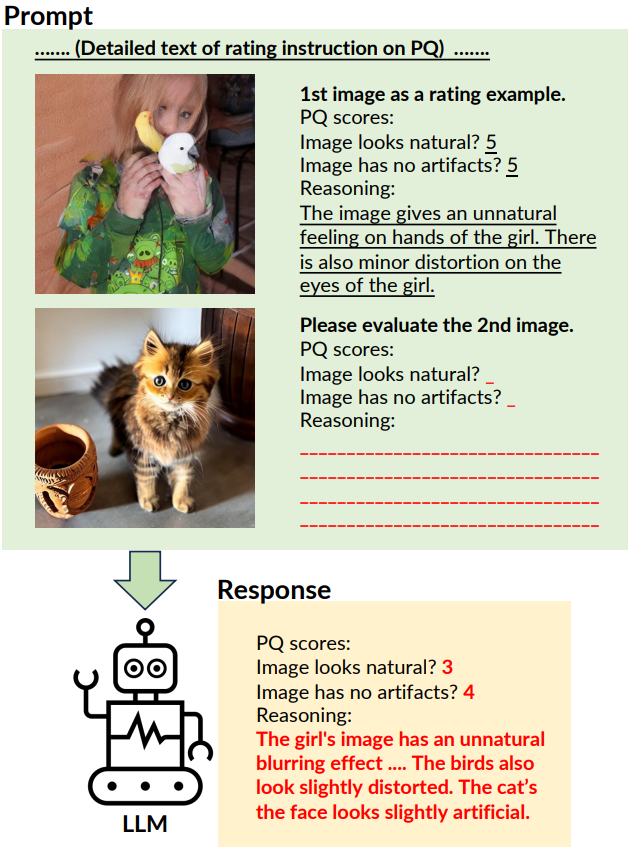 Prompt
....... (Detailed text of rating instruction on PQ) .......
1st image as a rating example.
PQ scores:
Image looks natural? 5
Image has no artifacts? 5
Reasoning:
The image gives an unnatural
feeling on hands of the girl. There
is also minor distortion on the
eyes of the girl.
Please evaluate the 2nd image.
PQ scores:
Image looks natural? _
Image has no artifacts? _
Reasoning:
Response
PQ scores:
Image looks natural? 3
Image has no artifacts? 4
Reasoning:
The girl's image has an unnatural
blurring effect .... The birds also
look slightly distorted. The cat’s
the face looks slightly artificial.
LLM